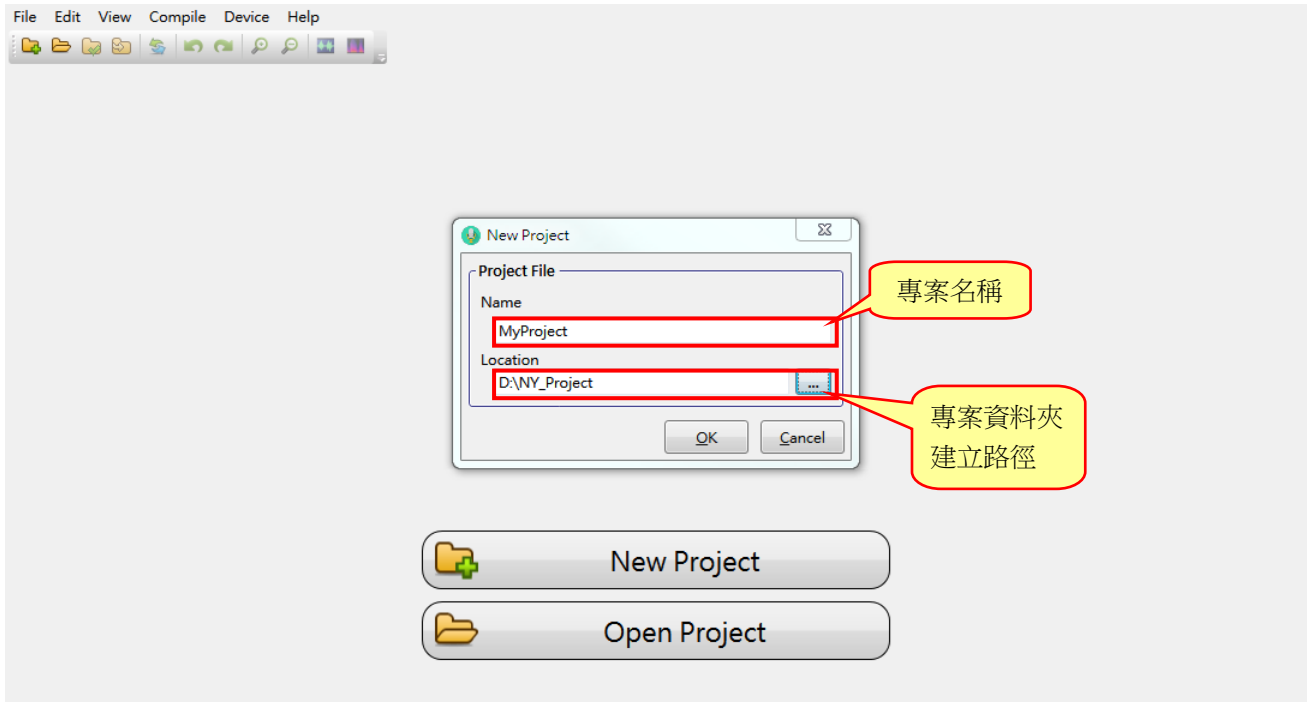 File Edit View Compile Device Help
New Project
Project File
Name
專案名稱
MyProject
Location
D:\NY_Project
...
專案資料夾
建立路徑
OK Cancel
New Project
Open Project